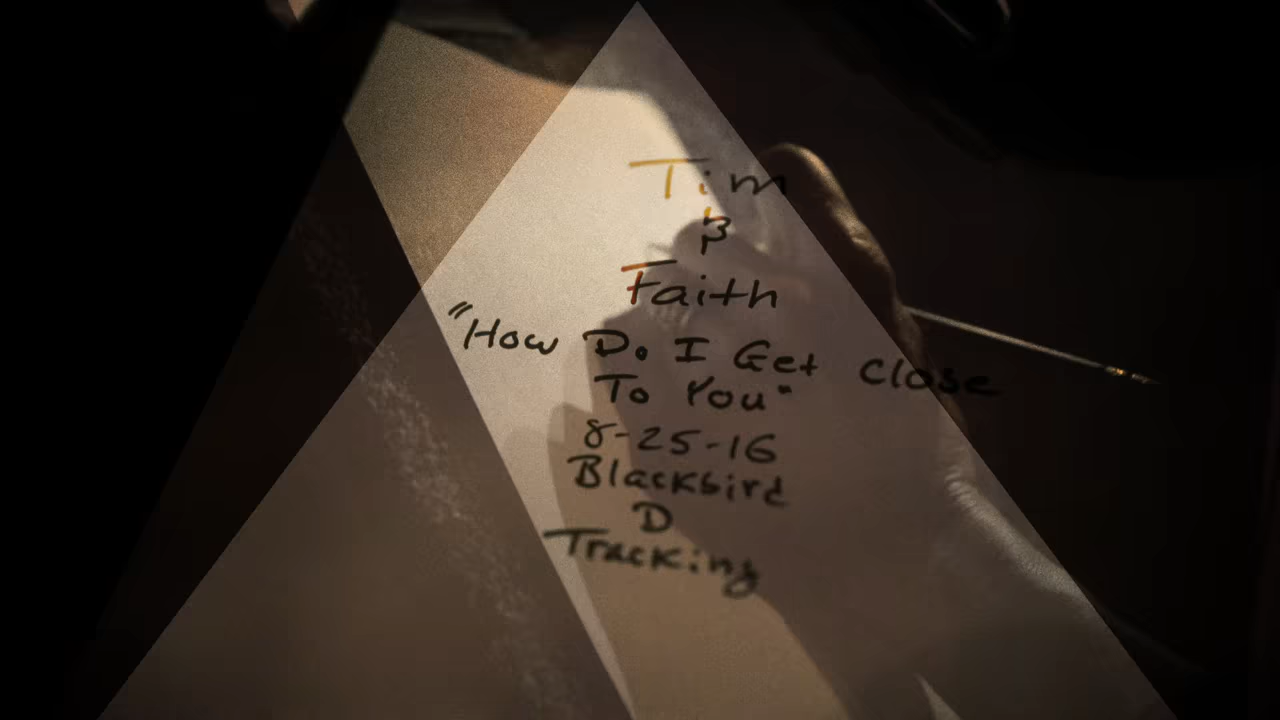 Tim
&
Faith
"How Do I Get Close
To You"
8-25-16
Blackbird
D
Tracking